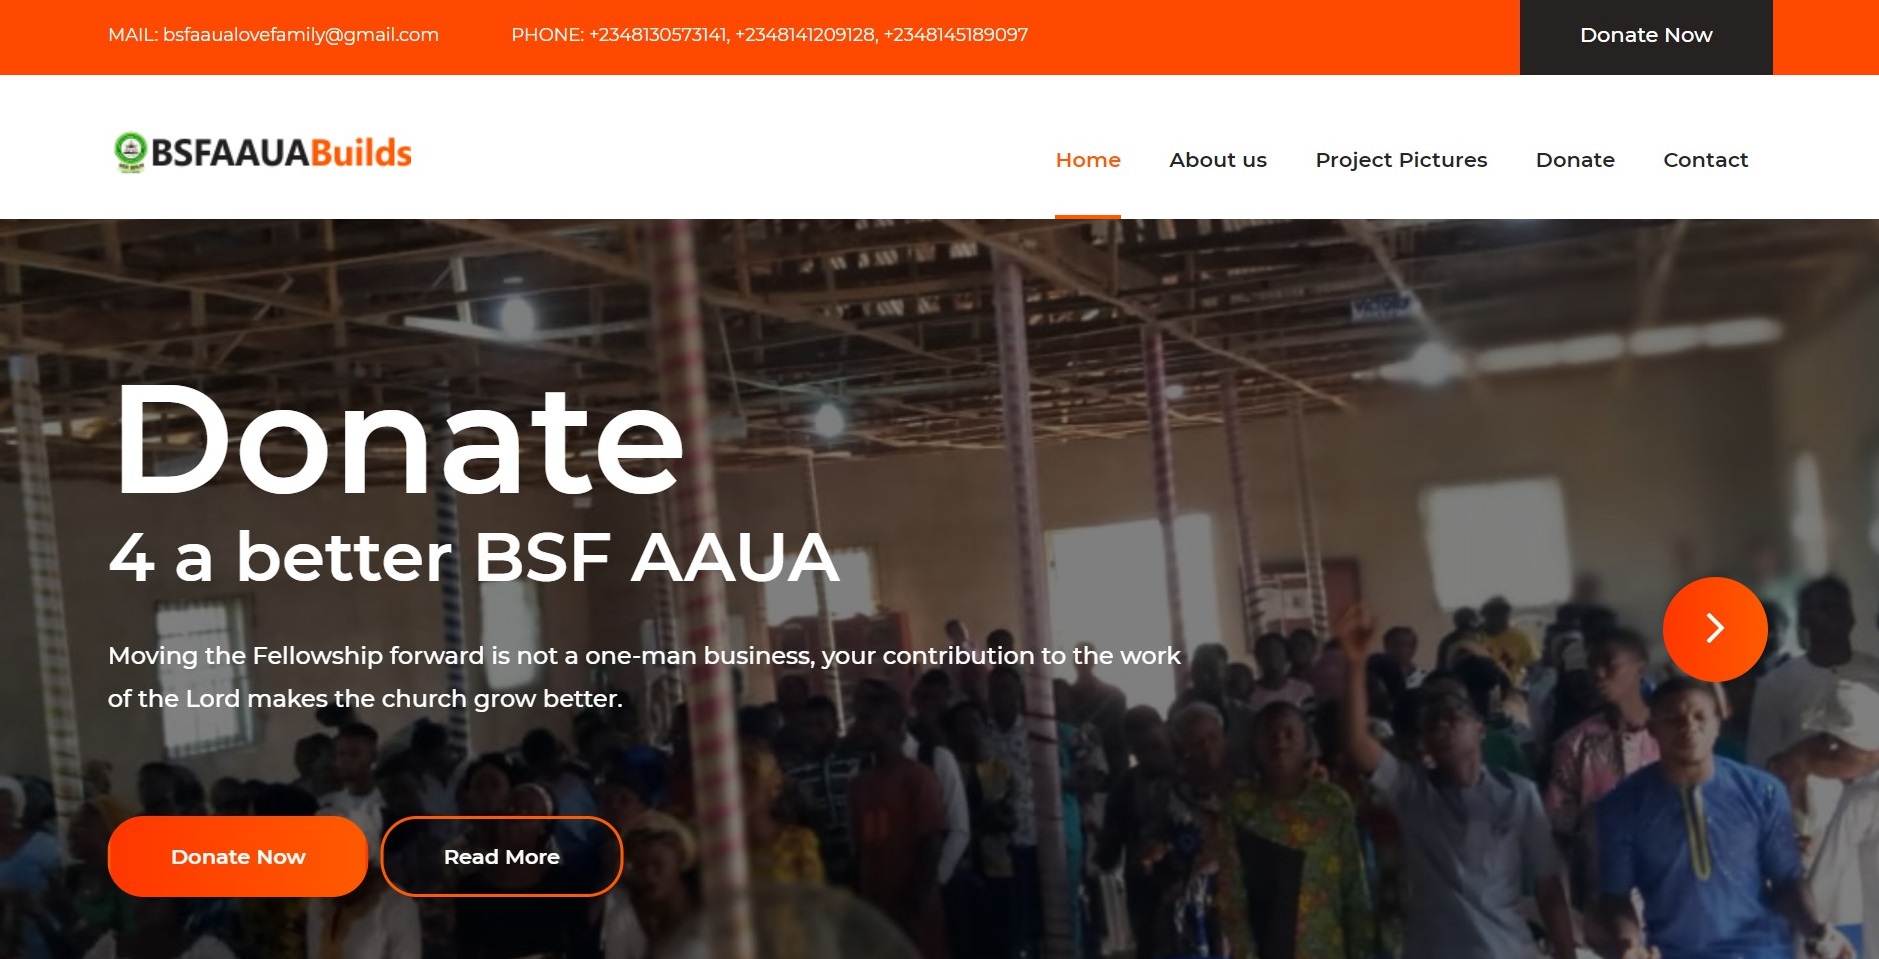 MAIL: bsfaaualovefamily@gmail.com
PHONE: +2348130573141, +2348141209128, +2348145189097
Donate Now
BSFAAUABuilds
Home
About us
Project Pictures
Donate
Contact
Donate
4 a better BSF AAUA
Moving the Fellowship forward is not a one-man business, your contribution to the work
of the Lord makes the church grow better.
Donate Now
Read More